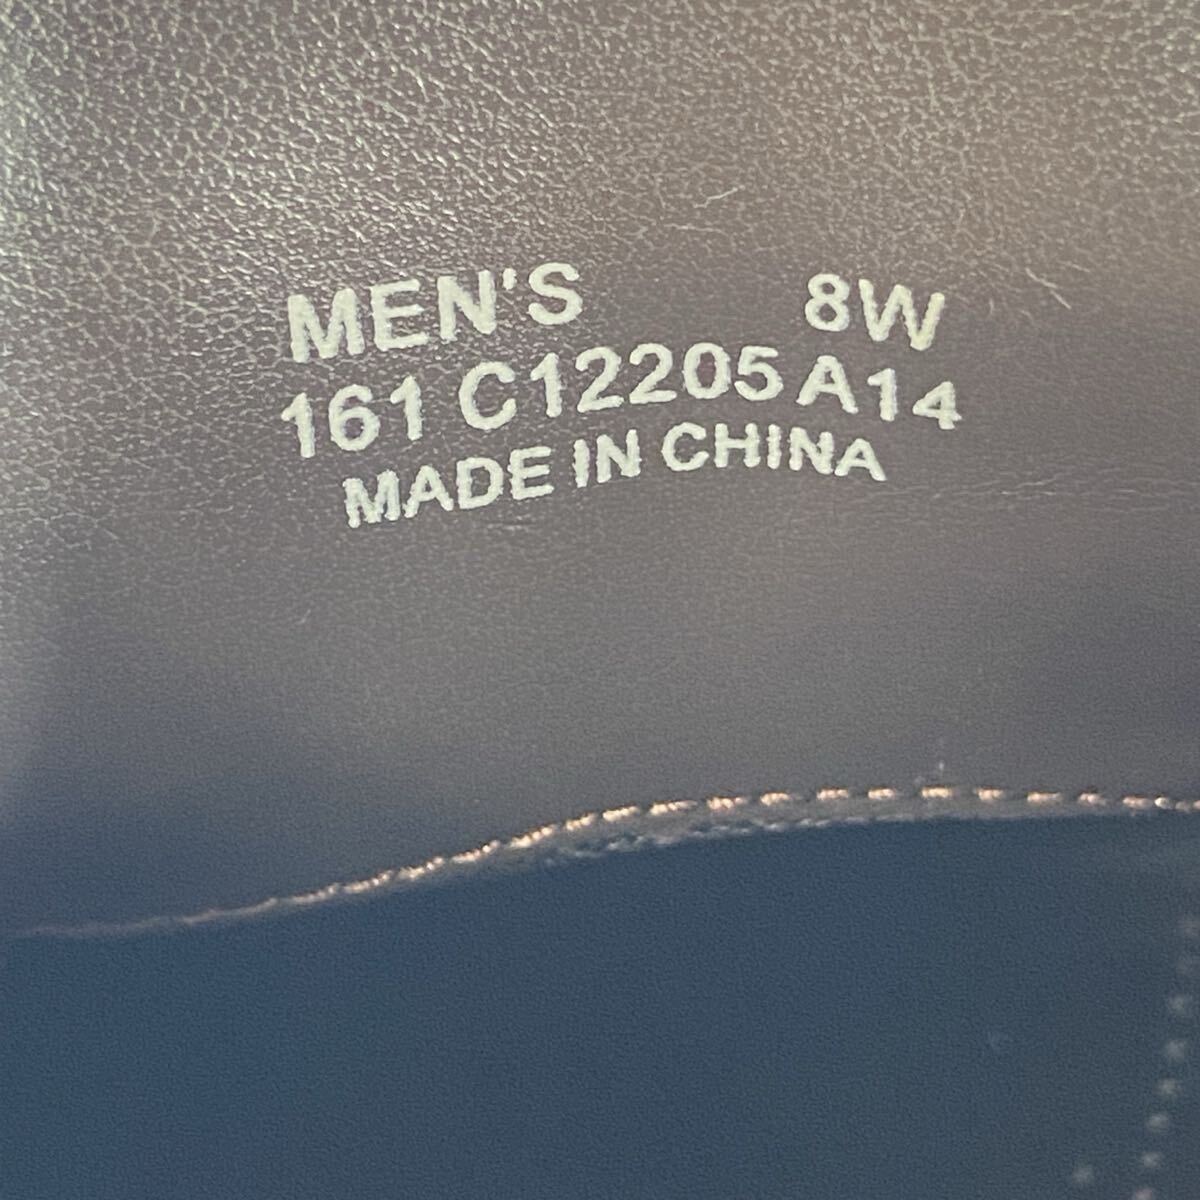 MEN'S 8W
161 C12205 A14
MADE IN CHINA